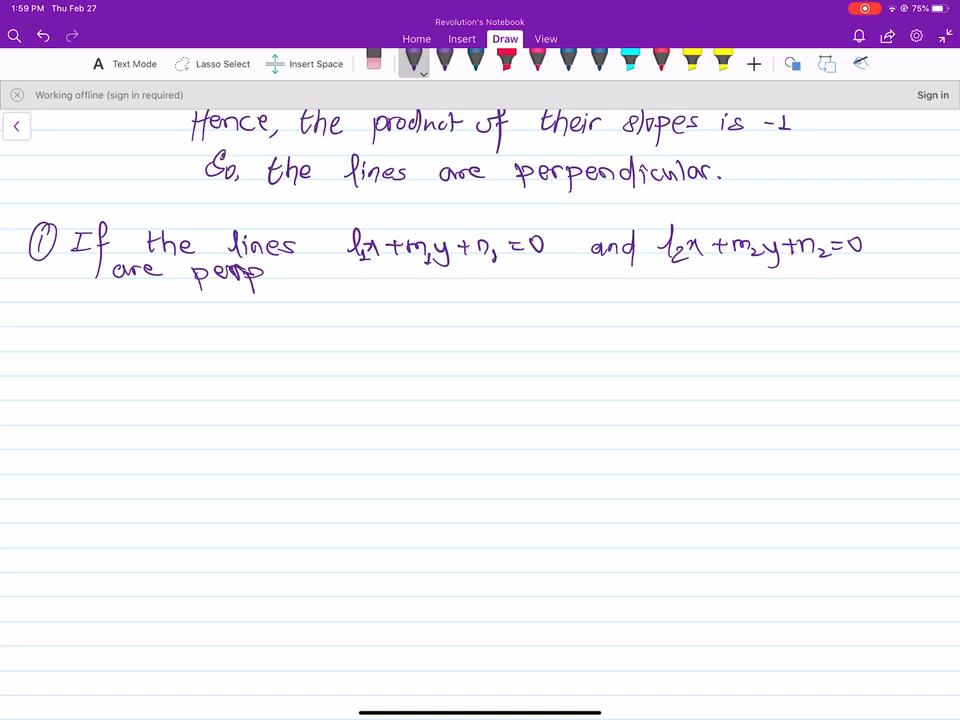 1:59 PM Thu Feb 27
75%
Revolution's Notebook
Home Insert Draw View
A Text Mode Lasso Select Insert Space
Working offline (sign in required) Sign in
Hence, the product of their slopes is -1
So, the lines are perpendicular.
① If the lines l₁x + m₁y + n₁ = 0 and l₂x + m₂y + n₂ = 0
are perp